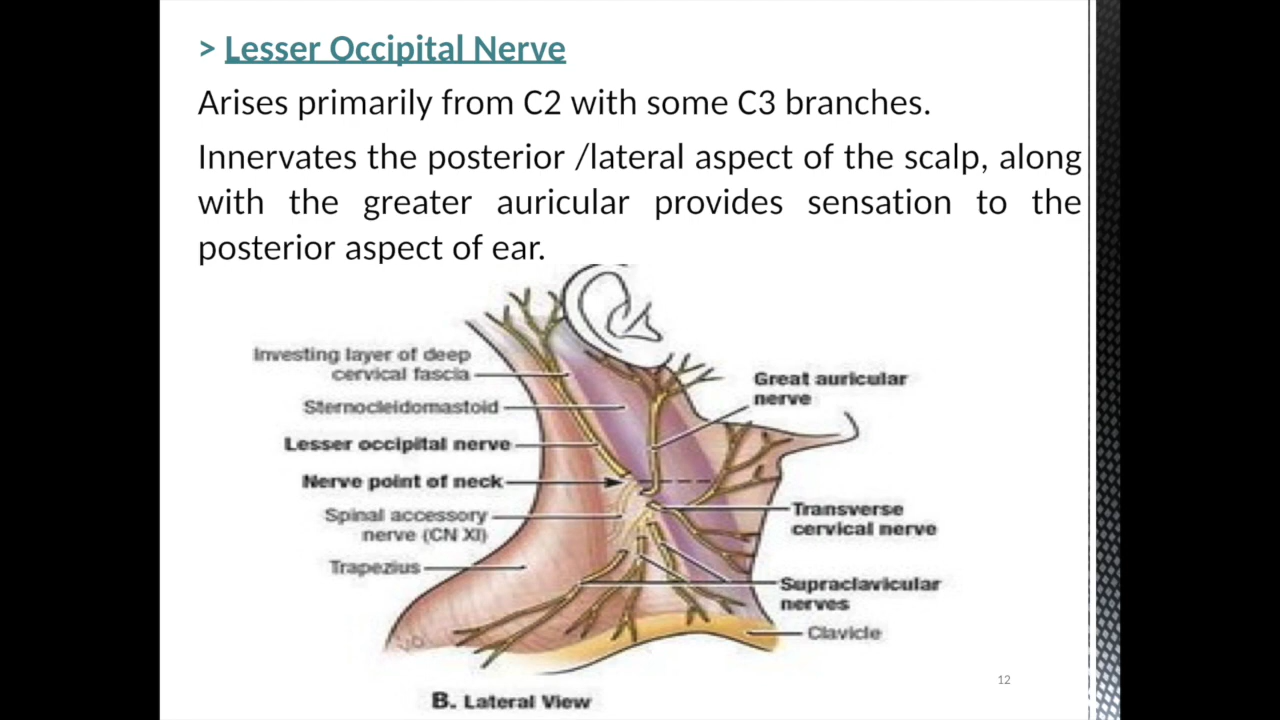 > Lesser Occipital Nerve
Arises primarily from C2 with some C3 branches.
Innervates the posterior /lateral aspect of the scalp, along
with the greater auricular provides sensation to the
posterior aspect of ear.
Investing layer of deep
cervical fascia
Sternocleidomastoid
Lesser occipital nerve
Nerve point of neck
Spinal accessory
nerve (CN XI)
Trapezius
Great auricular
nerve
Transverse
cervical nerve
Supraclavicular
nerves
Clavicle
B. Lateral View
12